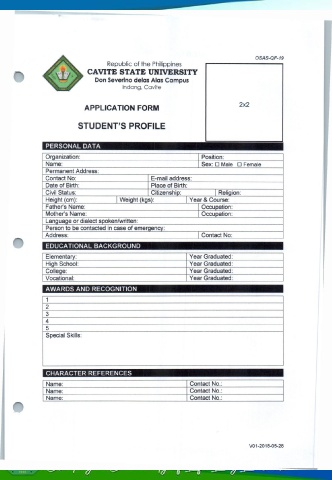 OSAS-QF-19
Republic of the Philippines
CAVITE STATE UNIVERSITY
Don Severino delas Alas Campus
Indang, Cavite
2x2
APPLICATION FORM
STUDENT'S PROFILE
PERSONAL DATA
Organization: Position:
Name: Sex: □ Male □ Female
Permanent Address:
Contact No: E-mail address:
Date of Birth: Place of Birth:
Civil Status: Citizenship: Religion:
Height (cm): Weight (kgs): Year & Course:
Father's Name: Occupation:
Mother's Name: Occupation:
Language or dialect spoken/written:
Person to be contacted in case of emergency:
Address: Contact No:
EDUCATIONAL BACKGROUND
Elementary: Year Graduated:
High School: Year Graduated:
College: Year Graduated:
Vocational: Year Graduated:
AWARDS AND RECOGNITION
1
2
3
4
5
Special Skills:
CHARACTER REFERENCES
Name: Contact No.:
Name: Contact No.:
Name: Contact No.:
V01-2018-05-28